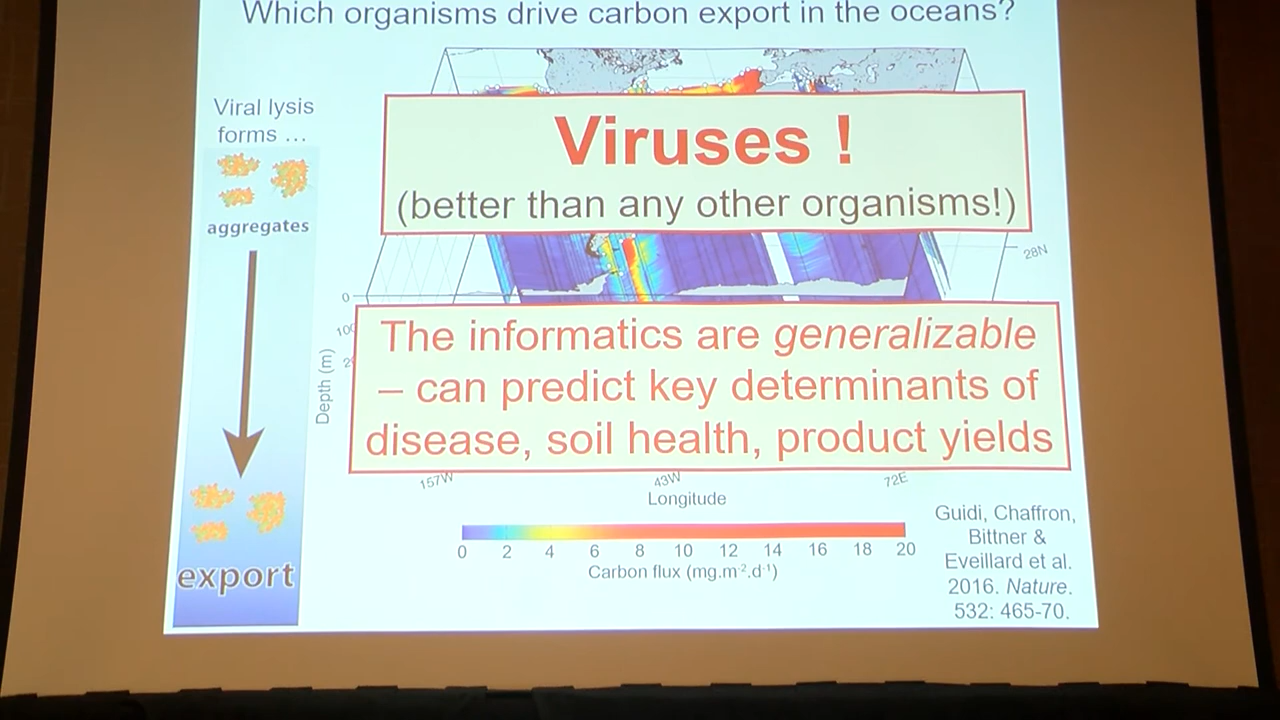 Which organisms drive carbon export in the oceans?
Viral lysis
forms ...
aggregates
export
Viruses !
(better than any other organisms!)
28N
0
Depth (m)
The informatics are generalizable
– can predict key determinants of
disease, soil health, product yields
157W 43W 72E
Longitude
0 2 4 6 8 10 12 14 16 18 20
Carbon flux (mg.m-2.d-1)
Guidi, Chaffron,
Bittner &
Eveillard et al.
2016. Nature.
532: 465-70.